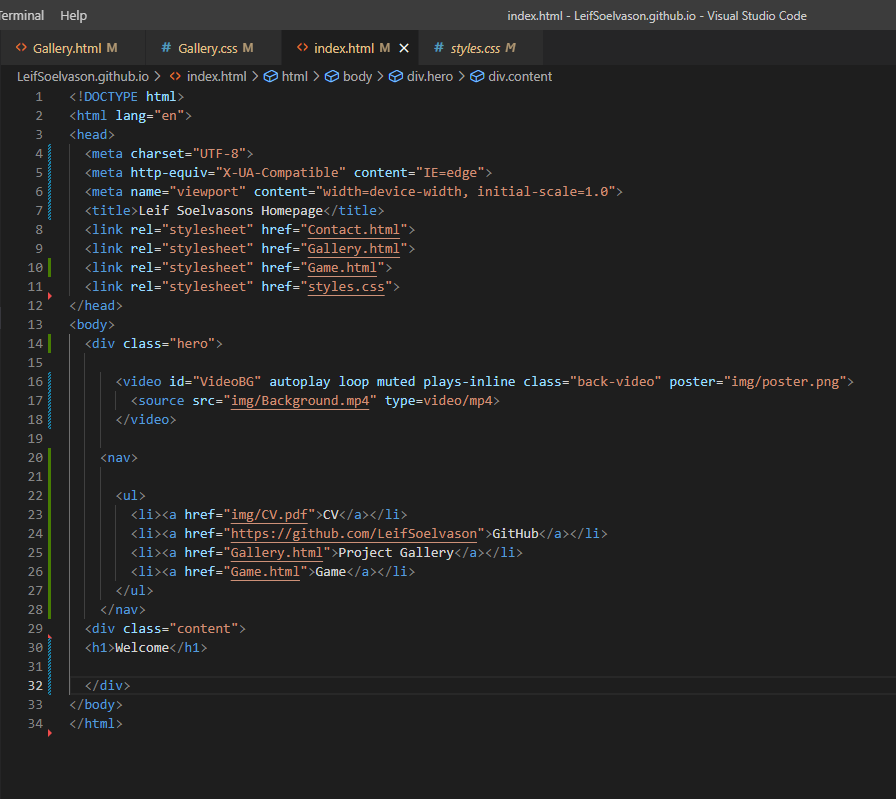 Terminal Help index.html - LeifSoelvason.github.io - Visual Studio Code
Gallery.html M Gallery.css M index.html M styles.css M
LeifSoelvason.github.io > index.html > html > body > div.hero > div.content
1 <!DOCTYPE html>
2 <html lang="en">
3 <head>
4 <meta charset="UTF-8">
5 <meta http-equiv="X-UA-Compatible" content="IE=edge">
6 <meta name="viewport" content="width=device-width, initial-scale=1.0">
7 <title>Leif Soelvasons Homepage</title>
8 <link rel="stylesheet" href="Contact.html">
9 <link rel="stylesheet" href="Gallery.html">
10 <link rel="stylesheet" href="Game.html">
11 <link rel="stylesheet" href="styles.css">
12 </head>
13 <body>
14 <div class="hero">
15
16 <video id="VideoBG" autoplay loop muted plays-inline class="back-video" poster="img/poster.png">
17 <source src="img/Background.mp4" type=video/mp4>
18 </video>
19
20 <nav>
21
22 <ul>
23 <li><a href="img/CV.pdf">CV</a></li>
24 <li><a href="https://github.com/LeifSoelvason">GitHub</a></li>
25 <li><a href="Gallery.html">Project Gallery</a></li>
26 <li><a href="Game.html">Game</a></li>
27 </ul>
28 </nav>
29 <div class="content">
30 <h1>Welcome</h1>
31
32 </div>
33 </body>
34 </html>